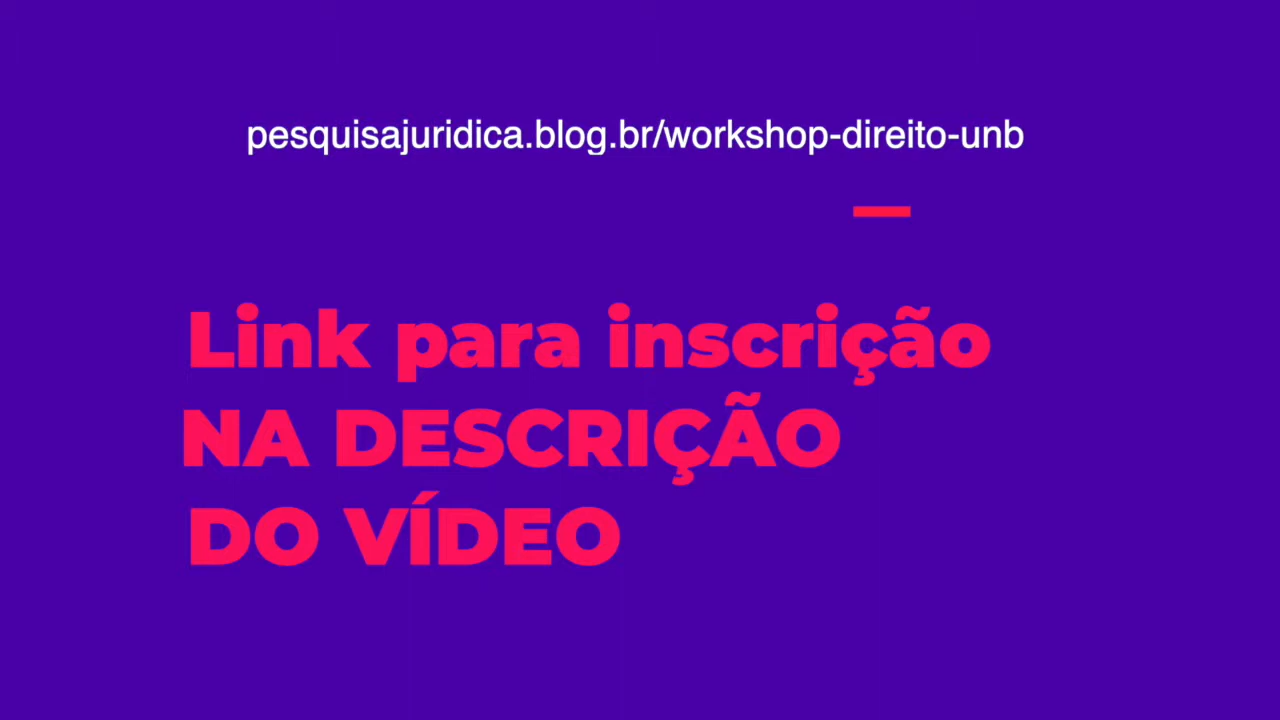 pesquisajuridica.blog.br/workshop-direito-unb
Link para inscrição
NA DESCRIÇÃO
DO VÍDEO